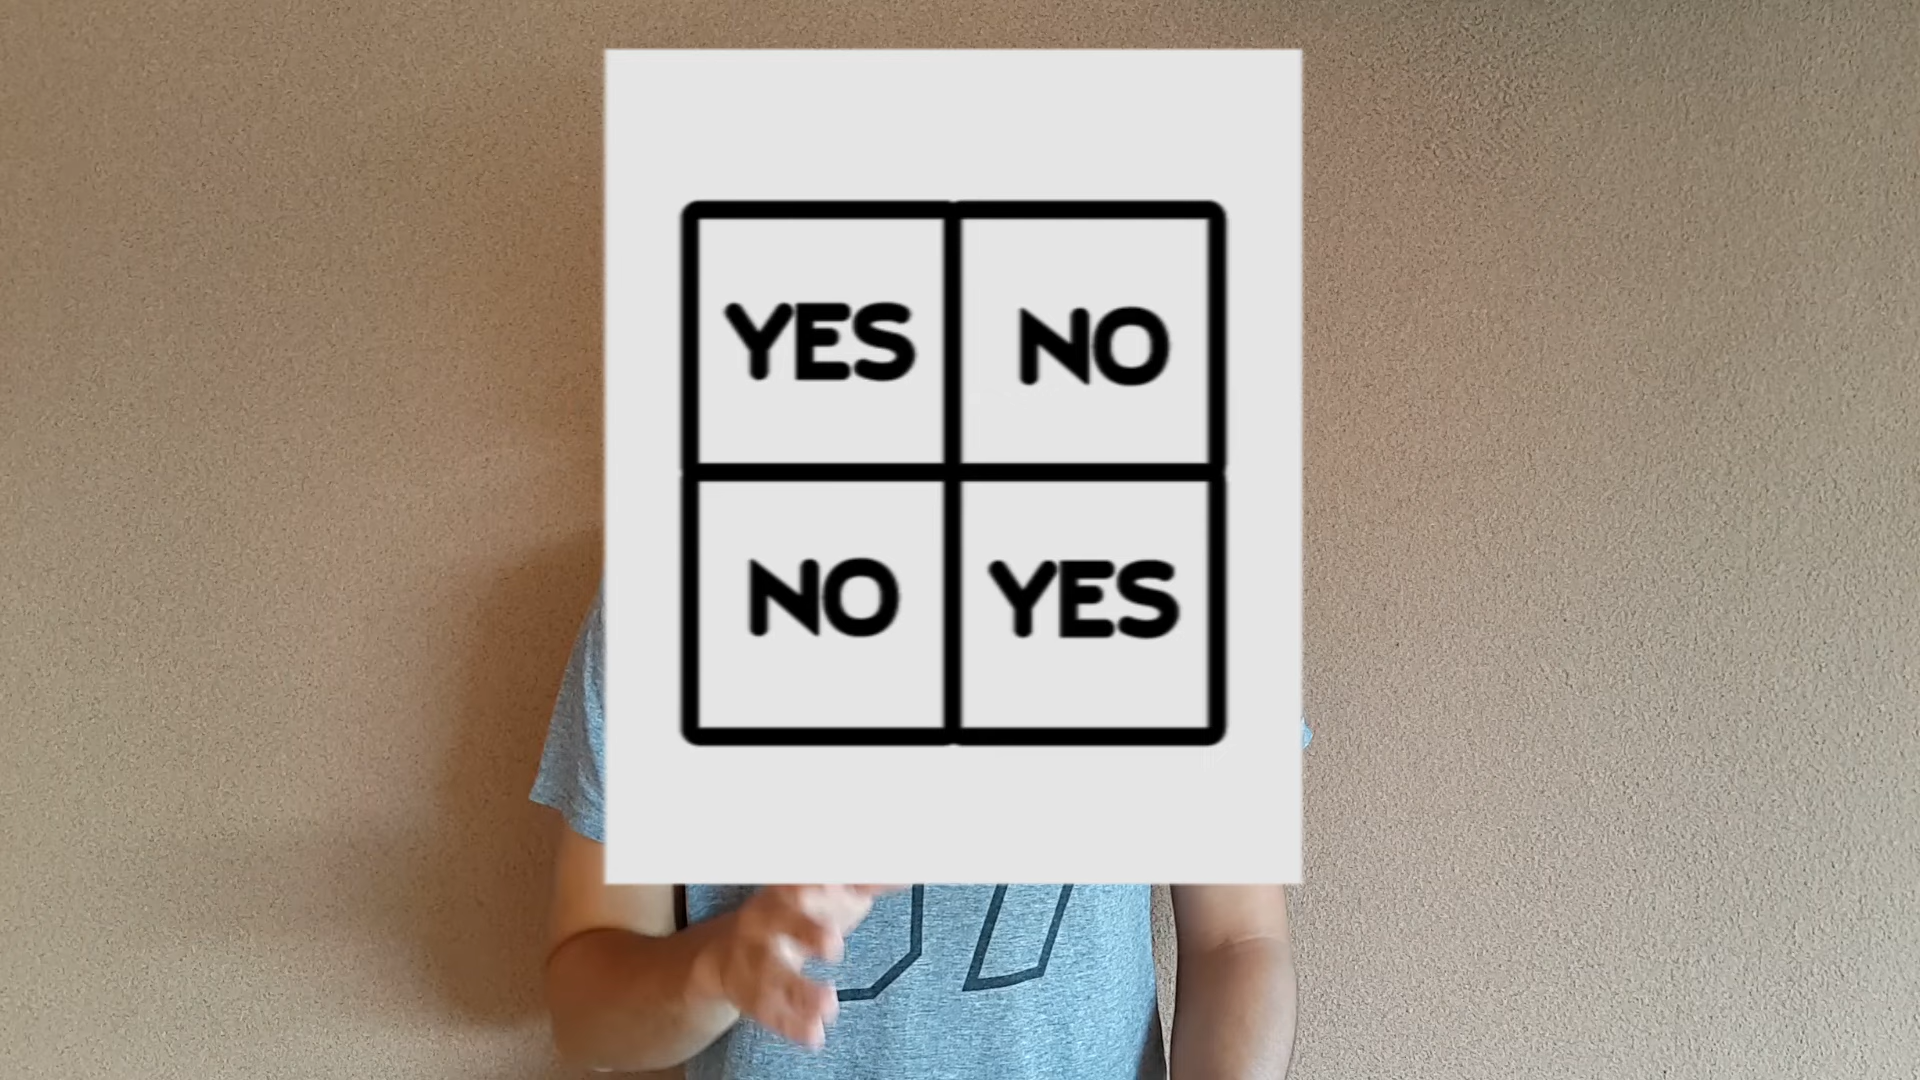 YES NO
NO YES